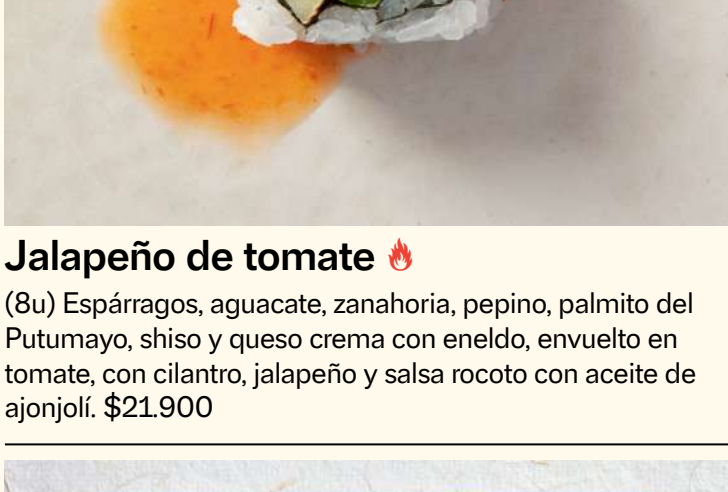 Jalapeño de tomate
(8u) Espárragos, aguacate, zanahoria, pepino, palmito del
Putumayo, shiso y queso crema con eneldo, envuelto en
tomate, con cilantro, jalapeño y salsa rocoto con aceite de
ajonjolí. $21.900